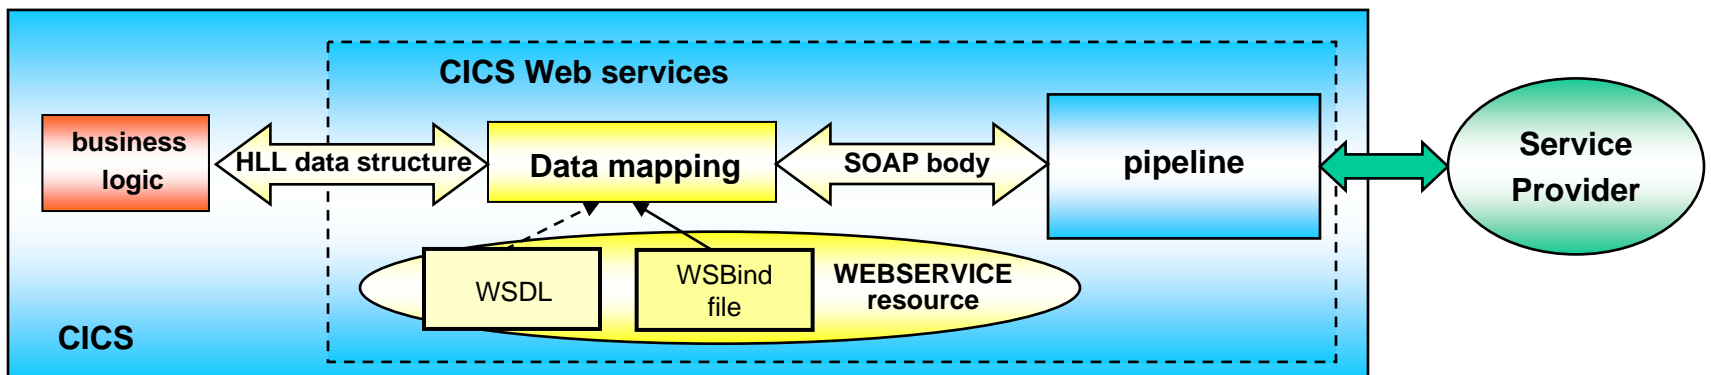 CICS Web services
business
logic
HLL data structure
Data mapping
SOAP body
pipeline
Service
Provider
WSDL
WSBind
file
WEBSERVICE
resource
CICS